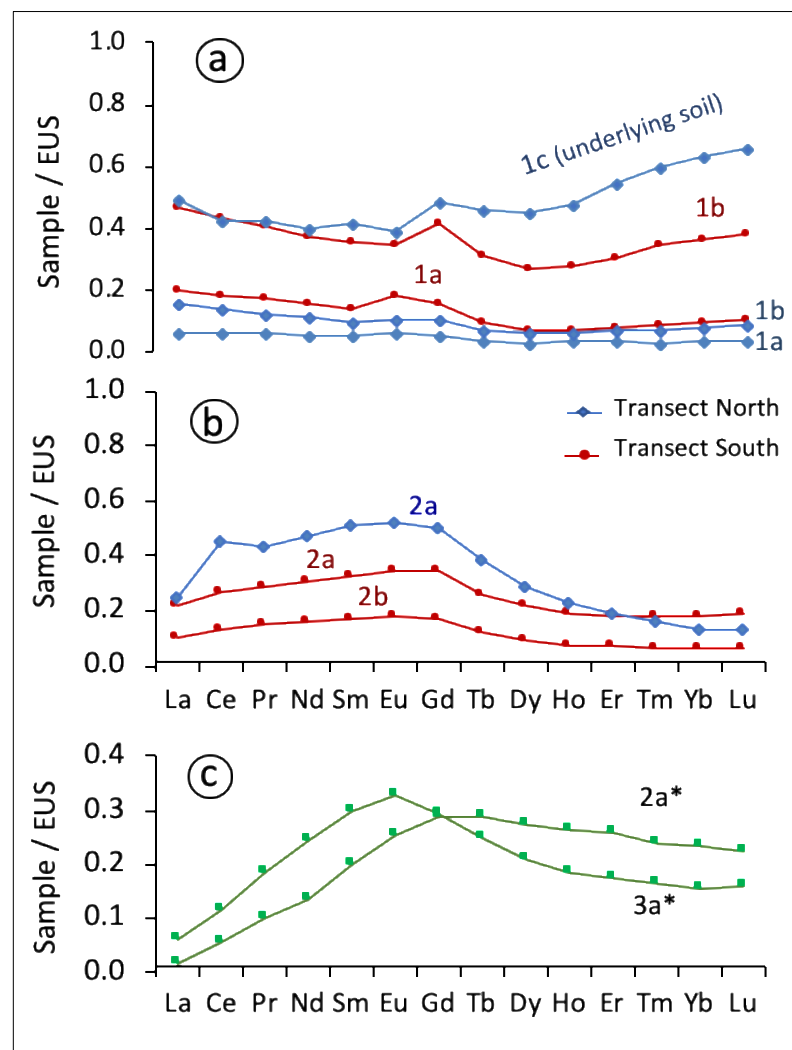 a
1.0
0.8
0.6
0.4
0.2
0.0
Sample / EUS
1c (underlying soil)
1b
1a
1b
1a
b
1.0
0.8
0.6
0.4
0.2
0.0
Sample / EUS
Transect North
Transect South
2a
2a
2b
La Ce Pr Nd Sm Eu Gd Tb Dy Ho Er Tm Yb Lu
c
0.4
0.3
0.2
0.1
0.0
Sample / EUS
2a*
3a*
La Ce Pr Nd Sm Eu Gd Tb Dy Ho Er Tm Yb Lu